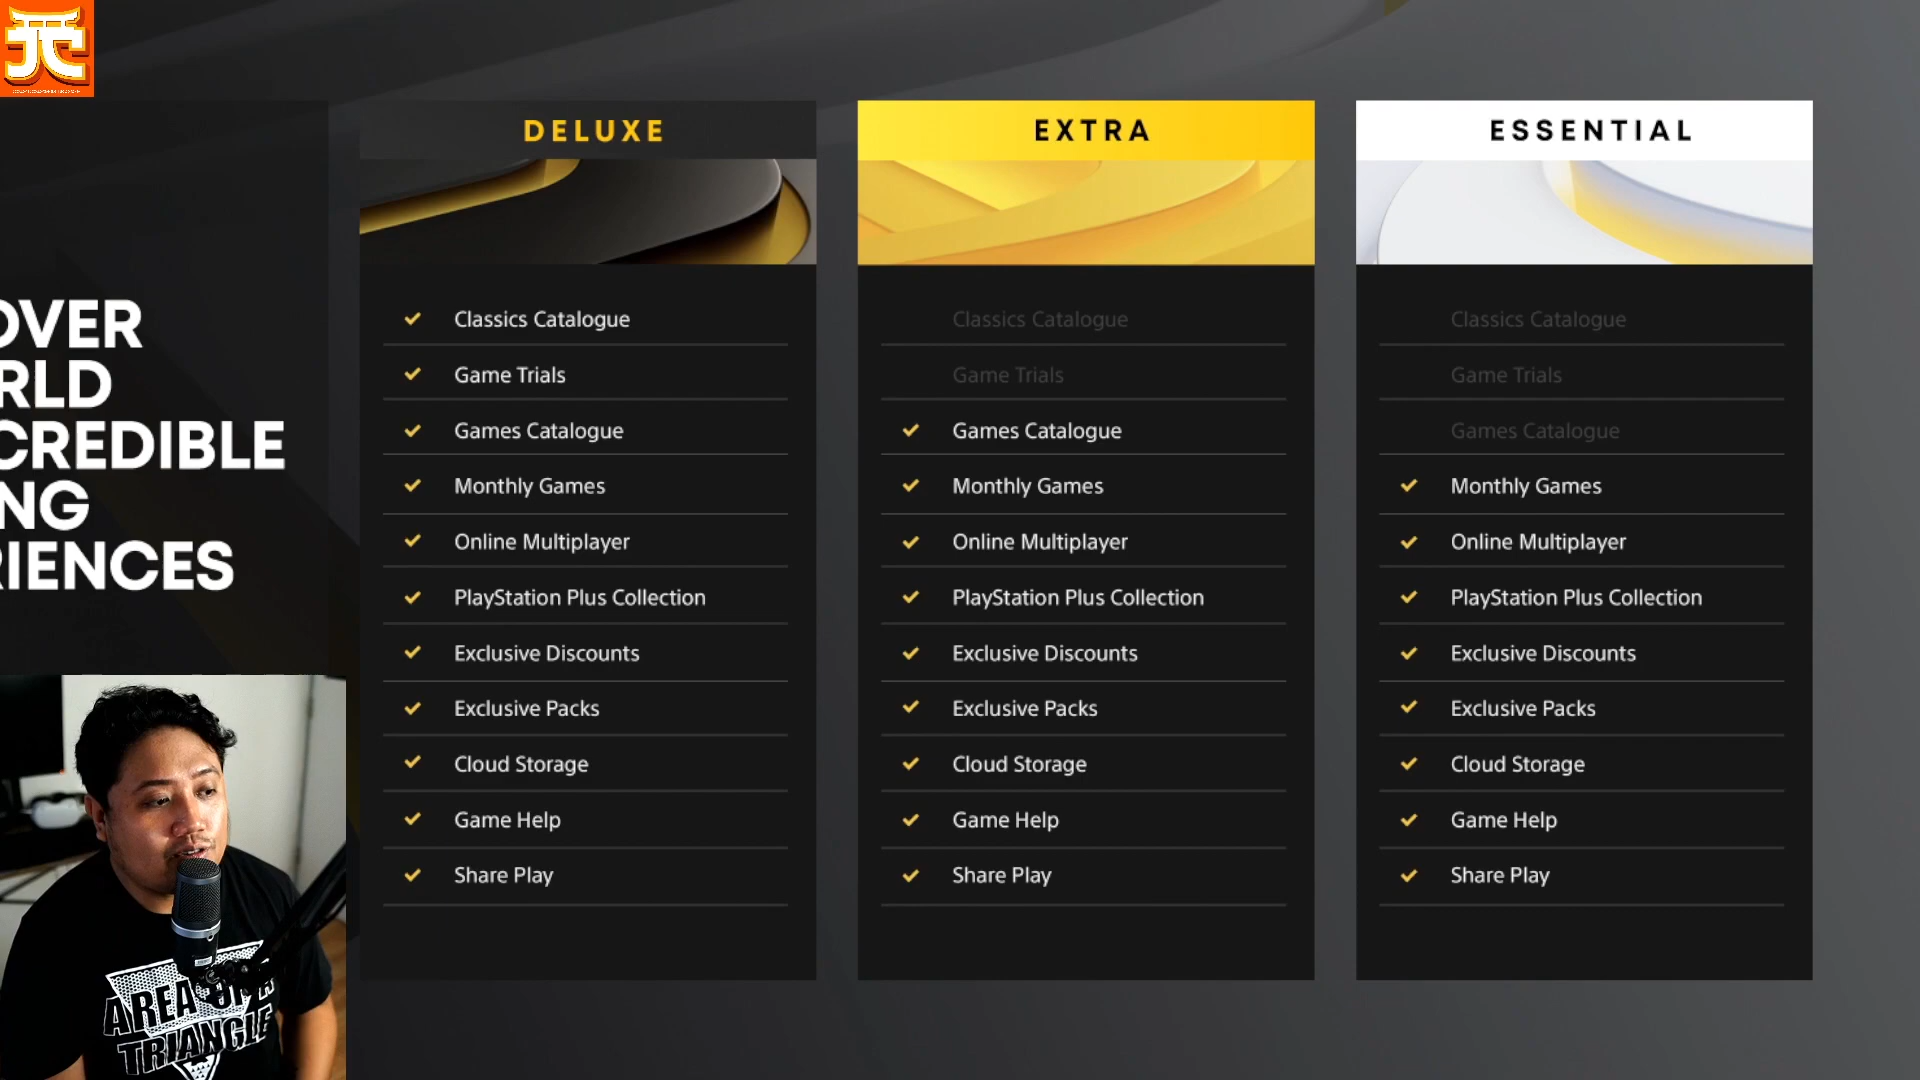 JC
OVER
RLD
CREDIBLE
NG
RIENCES
DELUXE
Classics Catalogue
Game Trials
Games Catalogue
Monthly Games
Online Multiplayer
PlayStation Plus Collection
Exclusive Discounts
Exclusive Packs
Cloud Storage
Game Help
Share Play
EXTRA
Classics Catalogue
Game Trials
Games Catalogue
Monthly Games
Online Multiplayer
PlayStation Plus Collection
Exclusive Discounts
Exclusive Packs
Cloud Storage
Game Help
Share Play
ESSENTIAL
Classics Catalogue
Game Trials
Games Catalogue
Monthly Games
Online Multiplayer
PlayStation Plus Collection
Exclusive Discounts
Exclusive Packs
Cloud Storage
Game Help
Share Play
AREA
TRIANGLE